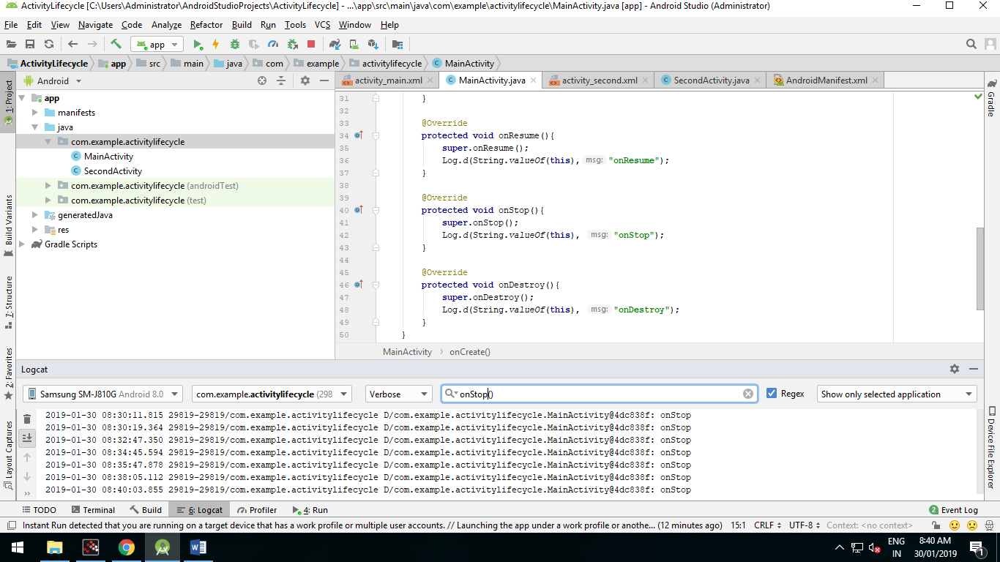 ActivityLifecycle [C:\Users\Administrator\AndroidStudioProjects\ActivityLifecycle] - ...\app\src\main\java\com\example\activitylifecycle\MainActivity.java [app] - Android Studio (Administrator)
File Edit View Navigate Code Analyze Refactor Build Run Tools VCS Window Help
app
ActivityLifecycle app src main java com example activitylifecycle MainActivity
Android
activity_main.xml MainActivity.java activity_second.xml SecondActivity.java AndroidManifest.xml
1: Project
Build Variants
7: Structure
2: Favorites
Layout Captures
app
manifests
java
com.example.activitylifecycle
MainActivity
SecondActivity
com.example.activitylifecycle (androidTest)
com.example.activitylifecycle (test)
generatedJava
res
Gradle Scripts
31 }
32
33 @Override
34 protected void onResume(){
35 super.onResume();
36 Log.d(String.valueOf(this), msg: "onResume");
37 }
38
39 @Override
40 protected void onStop(){
41 super.onStop();
42 Log.d(String.valueOf(this), msg: "onStop");
43 }
44
45 @Override
46 protected void onDestroy(){
47 super.onDestroy();
48 Log.d(String.valueOf(this), msg: "onDestroy");
49 }
50 }
MainActivity › onCreate()
Gradle
Device File Explorer
Logcat
Samsung SM-J810G Android 8.0 com.example.activitylifecycle (298 Verbose onStop() Regex Show only selected application
2019-01-30 08:30:11.815 29819-29819/com.example.activitylifecycle D/com.example.activitylifecycle.MainActivity@4dc838f: onStop
2019-01-30 08:30:19.364 29819-29819/com.example.activitylifecycle D/com.example.activitylifecycle.MainActivity@4dc838f: onStop
2019-01-30 08:32:47.350 29819-29819/com.example.activitylifecycle D/com.example.activitylifecycle.MainActivity@4dc838f: onStop
2019-01-30 08:34:45.594 29819-29819/com.example.activitylifecycle D/com.example.activitylifecycle.MainActivity@4dc838f: onStop
2019-01-30 08:35:47.878 29819-29819/com.example.activitylifecycle D/com.example.activitylifecycle.MainActivity@4dc838f: onStop
2019-01-30 08:38:05.112 29819-29819/com.example.activitylifecycle D/com.example.activitylifecycle.MainActivity@4dc838f: onStop
2019-01-30 08:40:03.855 29819-29819/com.example.activitylifecycle D/com.example.activitylifecycle.MainActivity@4dc838f: onStop
»
TODO Terminal Build 6: Logcat Profiler 4: Run 2 Event Log
Instant Run detected that you are running on a target device that has a work profile or multiple user accounts. // Launching the app under a work profile or anothe... (12 minutes ago) 15:1 CRLF UTF-8 Context: <no context>
ENG 8:40 AM
IN 30/01/2019 1